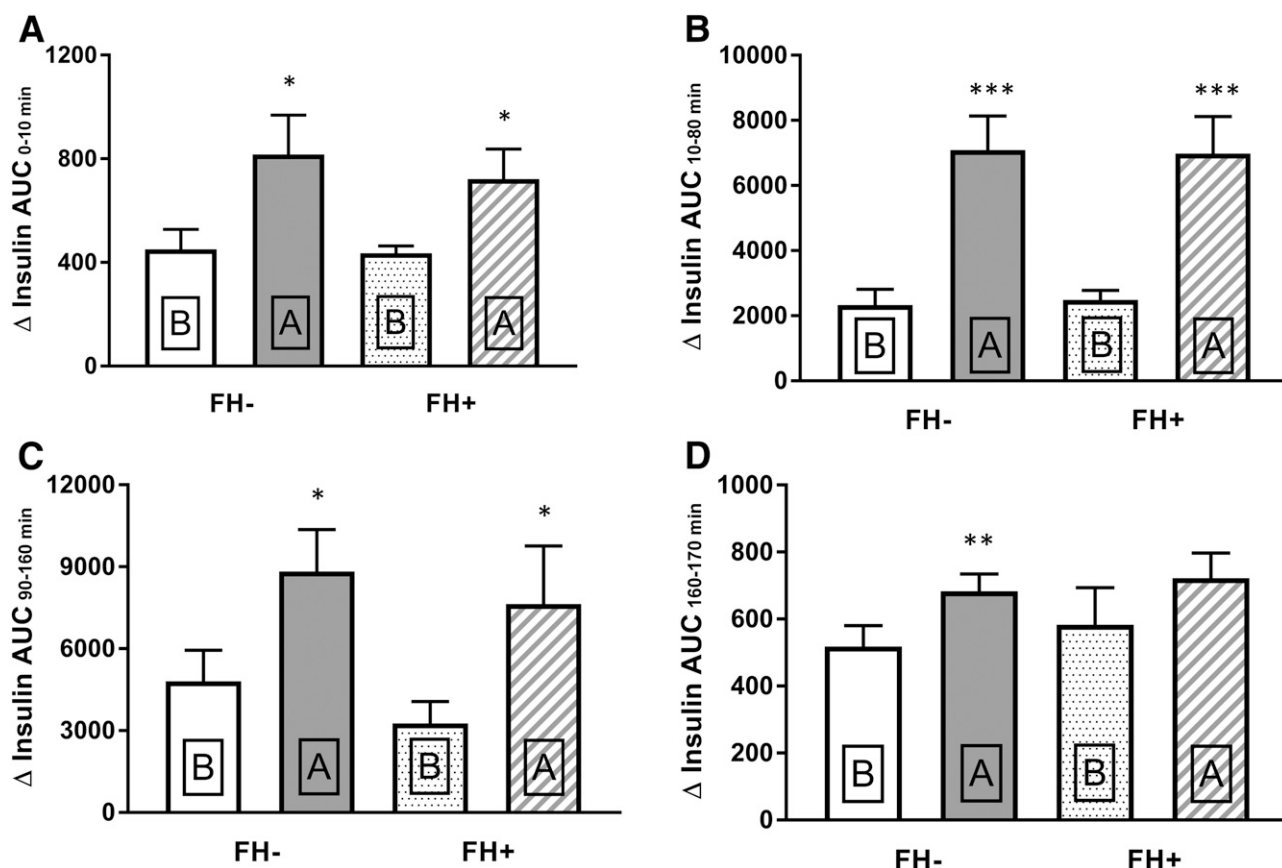 A
Δ Insulin AUC 0-10 min
1200
800
400
0
*
*
B
A
B
A
FH-
FH+
B
Δ Insulin AUC 10-80 min
10000
8000
6000
4000
2000
0
***
***
B
A
B
A
FH-
FH+
C
Δ Insulin AUC 90-160 min
12000
9000
6000
3000
0
*
*
B
A
B
A
FH-
FH+
D
Δ Insulin AUC 160-170 min
1000
800
600
400
200
0
**
B
A
B
A
FH-
FH+